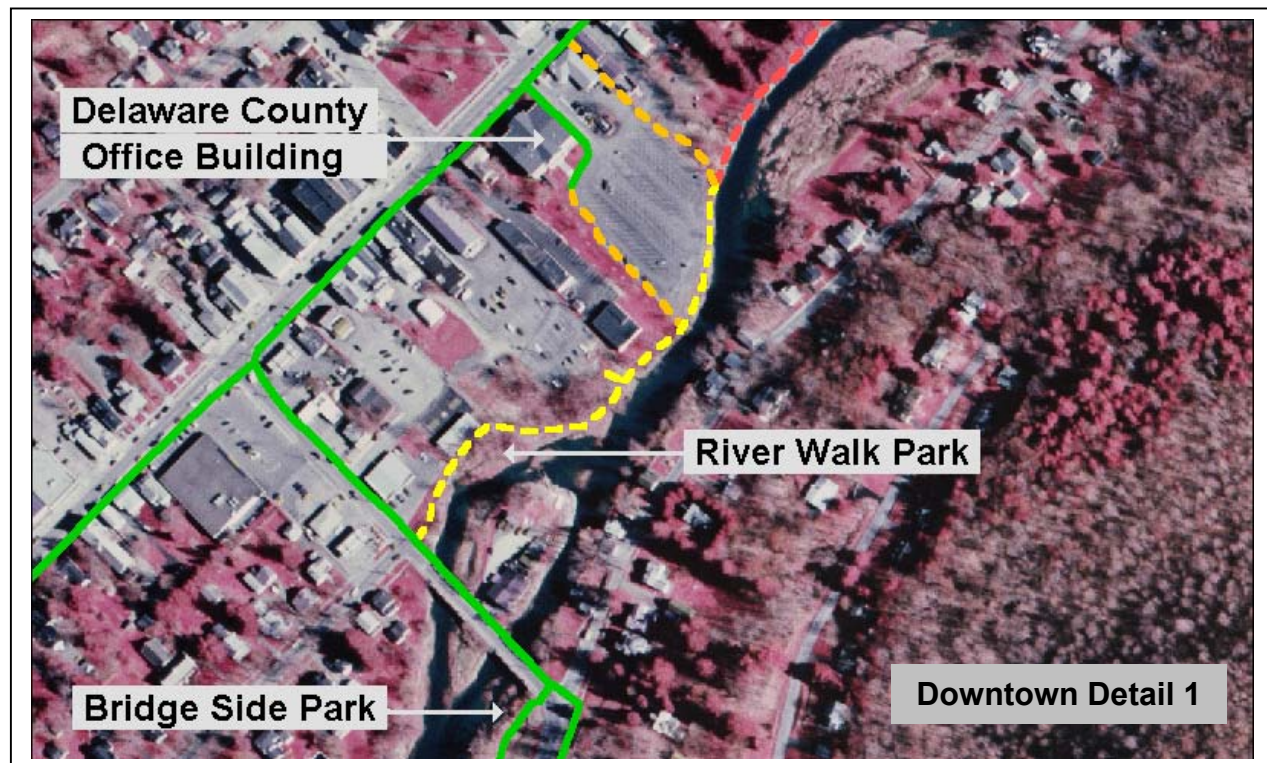 Delaware County
Office Building
River Walk Park
Bridge Side Park
Downtown Detail 1